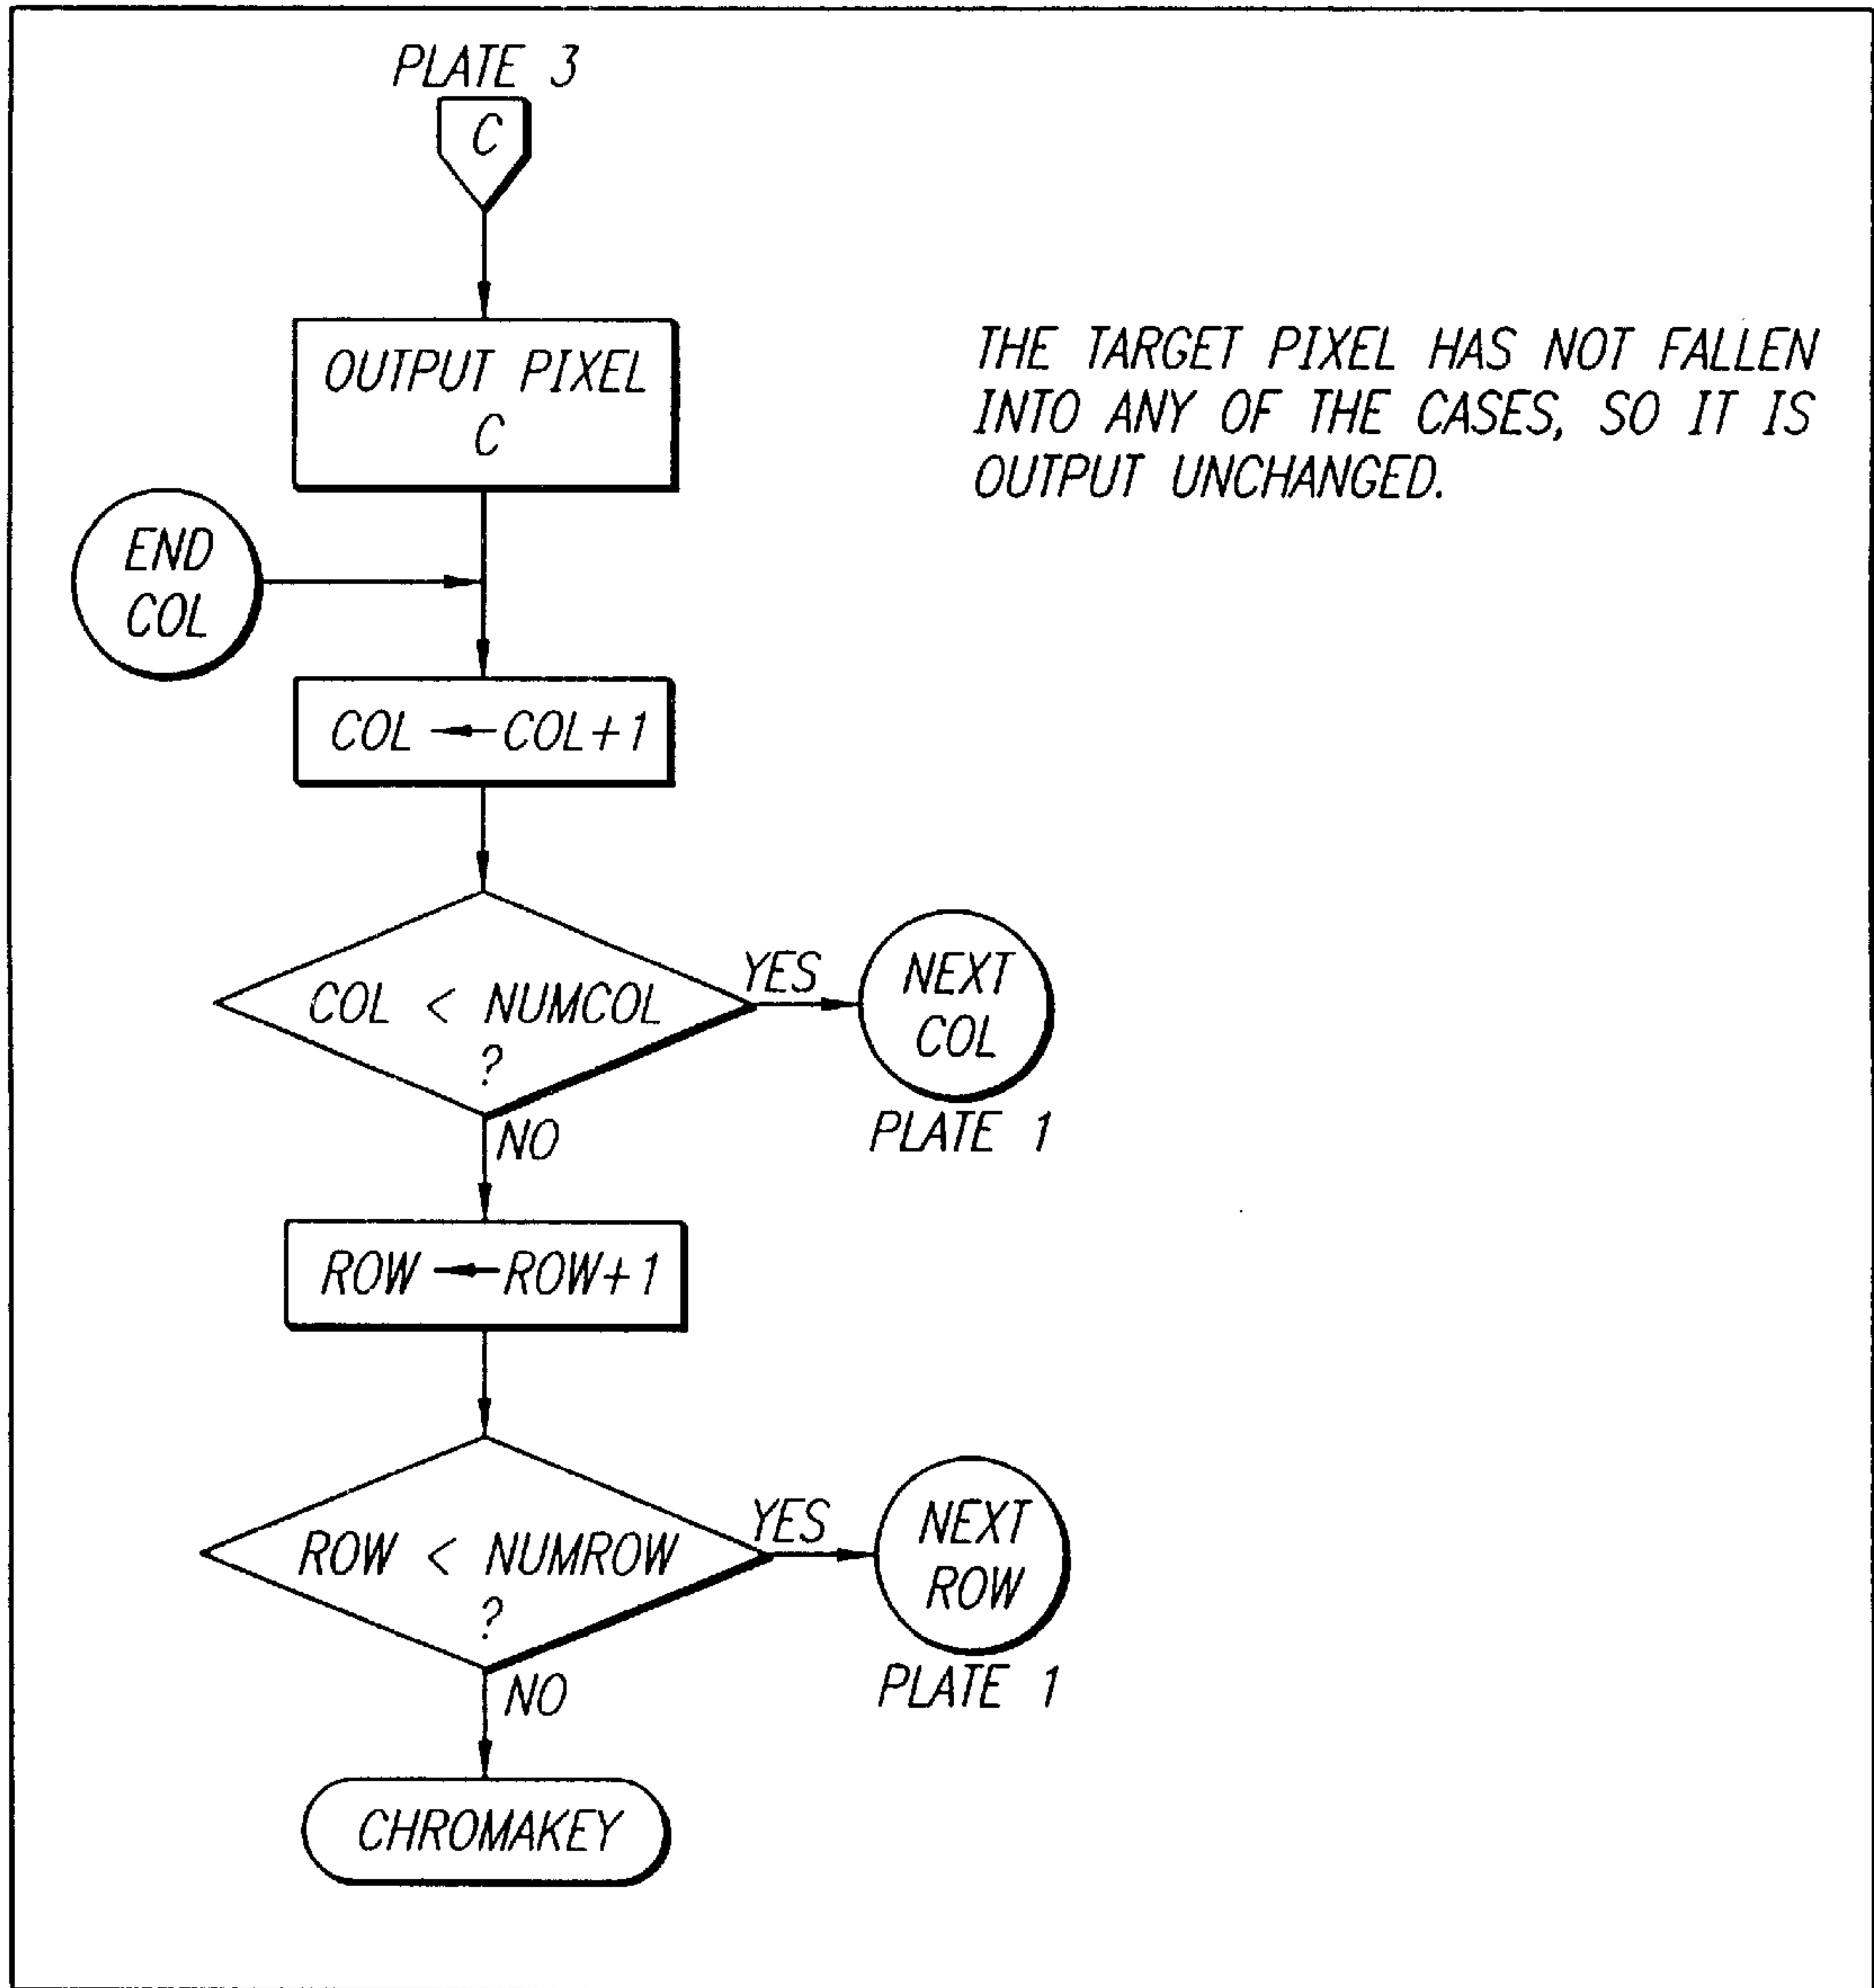 PLATE 3
C
OUTPUT PIXEL
C
THE TARGET PIXEL HAS NOT FALLEN
INTO ANY OF THE CASES, SO IT IS
OUTPUT UNCHANGED.
END
COL
COL ← COL+1
COL < NUMCOL
?
YES
NEXT
COL
PLATE 1
NO
ROW ← ROW+1
ROW < NUMROW
?
YES
NEXT
ROW
PLATE 1
NO
CHROMAKEY